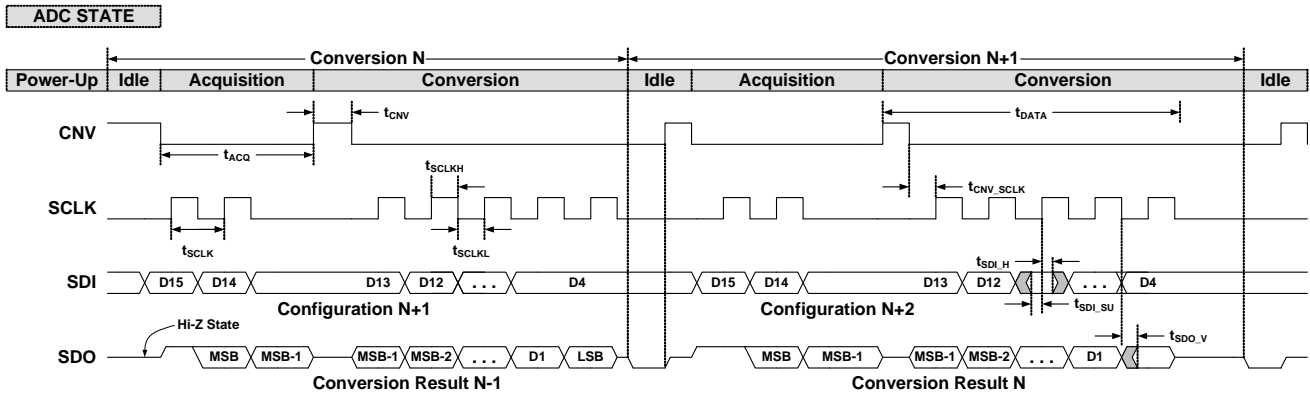 ADC STATE
Conversion N Conversion N+1
Power-Up Idle Acquisition Conversion Idle Acquisition Conversion Idle
CNV tCNV tDATA
tACQ
tSCLKH
SCLK tCNV_SCLK
tSCLK tSCLKL
tSDI_H
SDI D15 D14 D13 D12 . . . D4 D15 D14 D13 D12 . . . D4
Configuration N+1 Configuration N+2 tSDI_SU
Hi-Z State tSDO_V
SDO MSB MSB-1 MSB-1 MSB-2 . . . D1 LSB MSB MSB-1 MSB-1 MSB-2 . . . D1
Conversion Result N-1 Conversion Result N